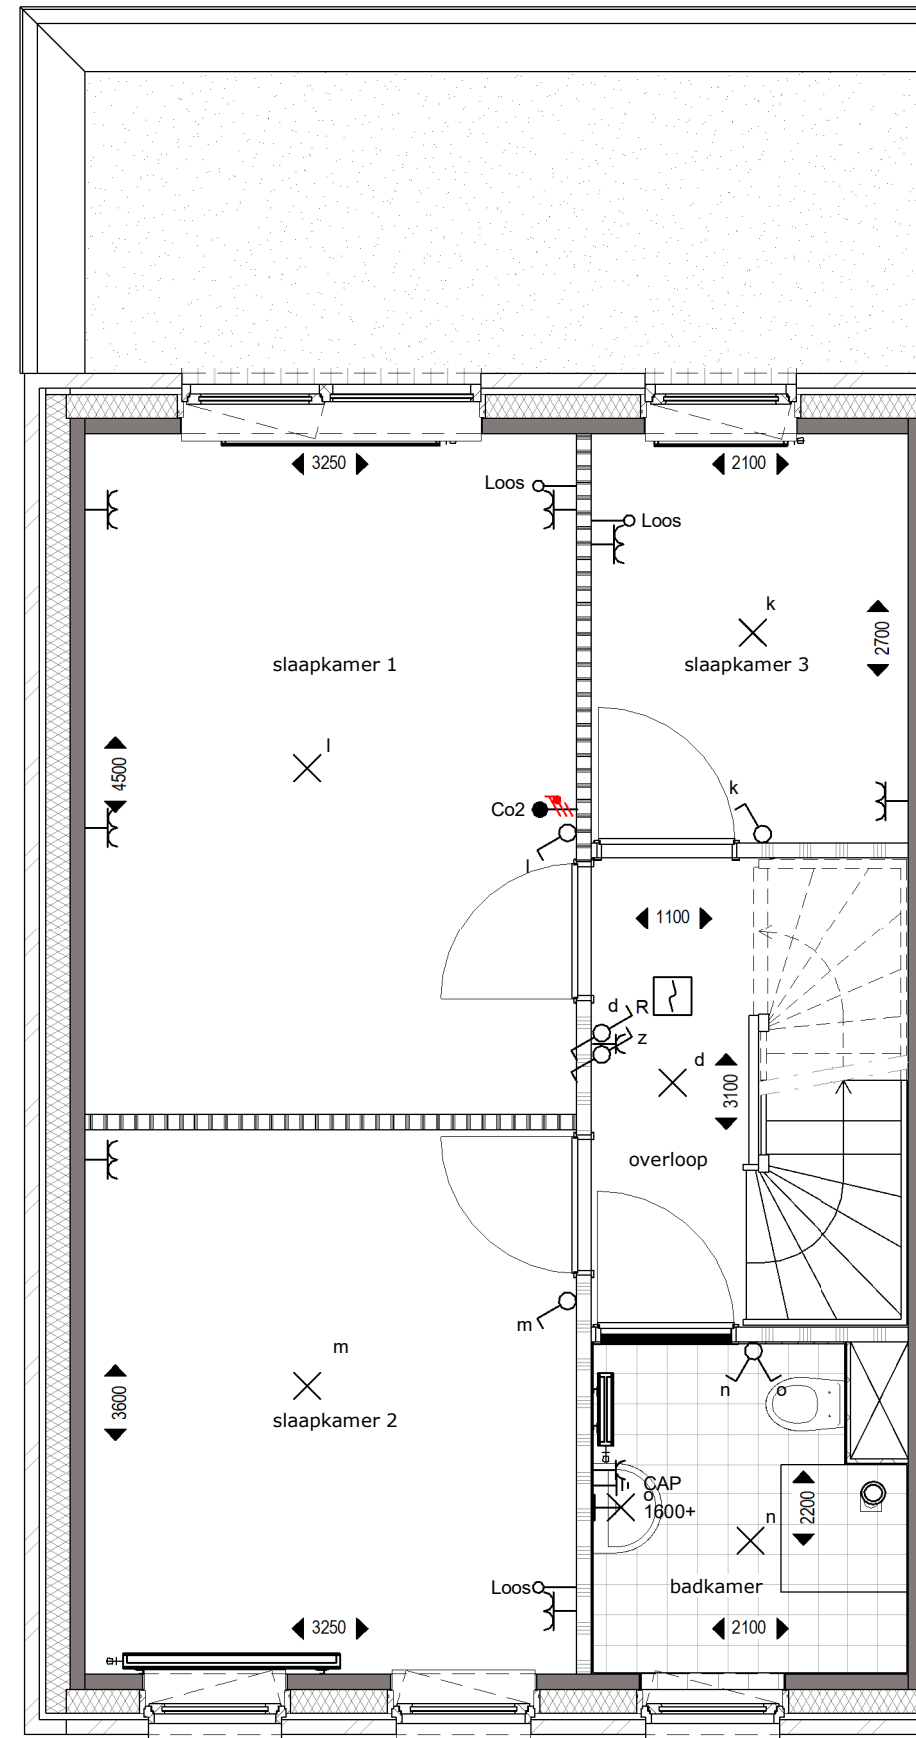 3250
2100
Loos
Loos
k
2700
slaapkamer 1
slaapkamer 3
l
4500
k
Co2
l
1100
d R
z
d
3100
overloop
m
m
3600
slaapkamer 2
n
o
CAP
o
1600+
2200
n
Loos
badkamer
3250
2100